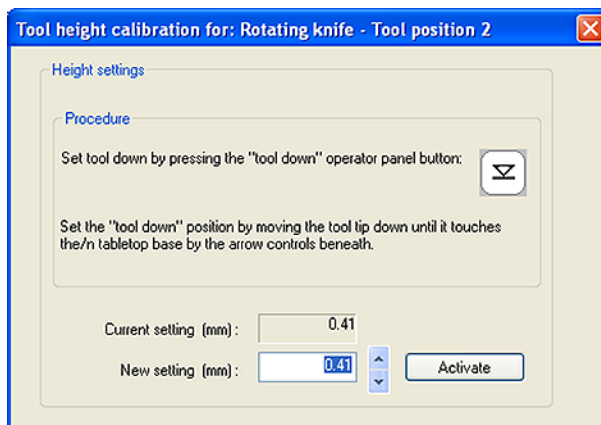 Tool height calibration for: Rotating knife - Tool position 2
Height settings
Procedure
Set tool down by pressing the "tool down" operator panel button:
Set the "tool down" position by moving the tool tip down until it touches
the/n tabletop base by the arrow controls beneath.
Current setting (mm) : 0.41
New setting (mm) : 0.41 Activate